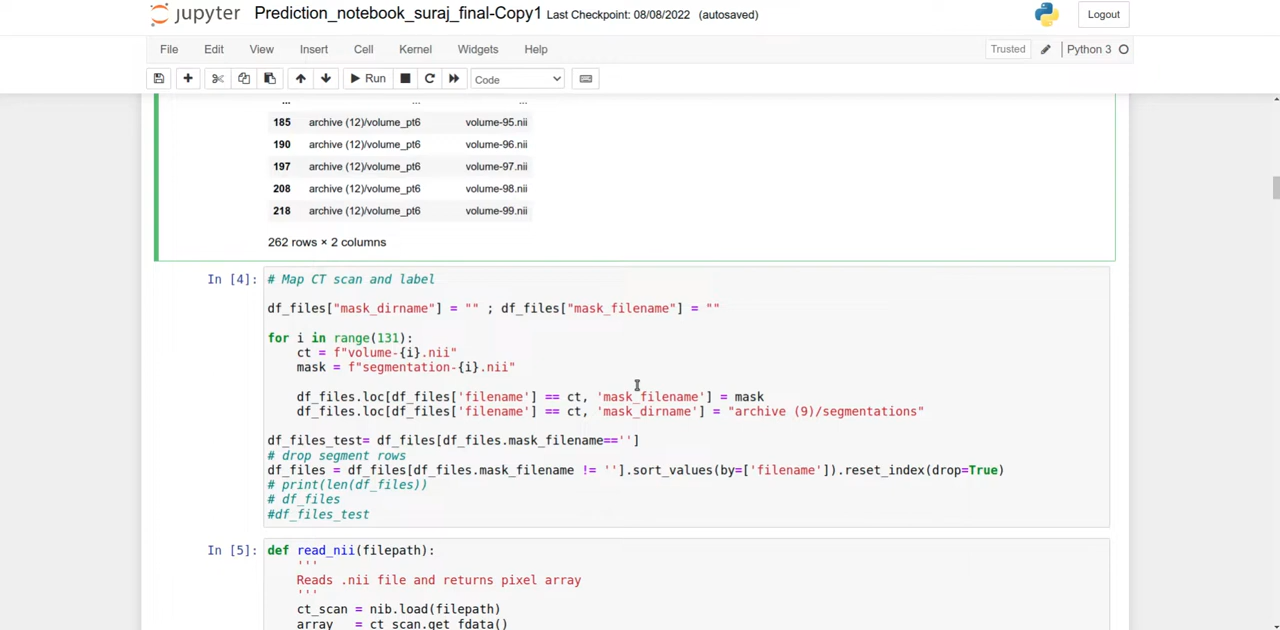 jupyter Prediction_notebook_suraj_final-Copy1 Last Checkpoint: 08/08/2022 (autosaved) Logout
File Edit View Insert Cell Kernel Widgets Help Trusted Python 3
Run Code
... ... ...
185 archive (12)/volume_pt6 volume-95.nii
190 archive (12)/volume_pt6 volume-96.nii
197 archive (12)/volume_pt6 volume-97.nii
208 archive (12)/volume_pt6 volume-98.nii
218 archive (12)/volume_pt6 volume-99.nii
262 rows × 2 columns
In [4]: # Map CT scan and label
df_files["mask_dirname"] = "" ; df_files["mask_filename"] = ""
for i in range(131):
    ct = f"volume-{i}.nii"
    mask = f"segmentation-{i}.nii"
    df_files.loc[df_files['filename'] == ct, 'mask_filename'] = mask
    df_files.loc[df_files['filename'] == ct, 'mask_dirname'] = "archive (9)/segmentations"
df_files_test= df_files[df_files.mask_filename=='']
# drop segment rows
df_files = df_files[df_files.mask_filename != ''].sort_values(by=['filename']).reset_index(drop=True)
# print(len(df_files))
# df_files
#df_files_test
In [5]: def read_nii(filepath):
    '''
    Reads .nii file and returns pixel array
    '''
    ct_scan = nib.load(filepath)
    array   = ct_scan.get_fdata()